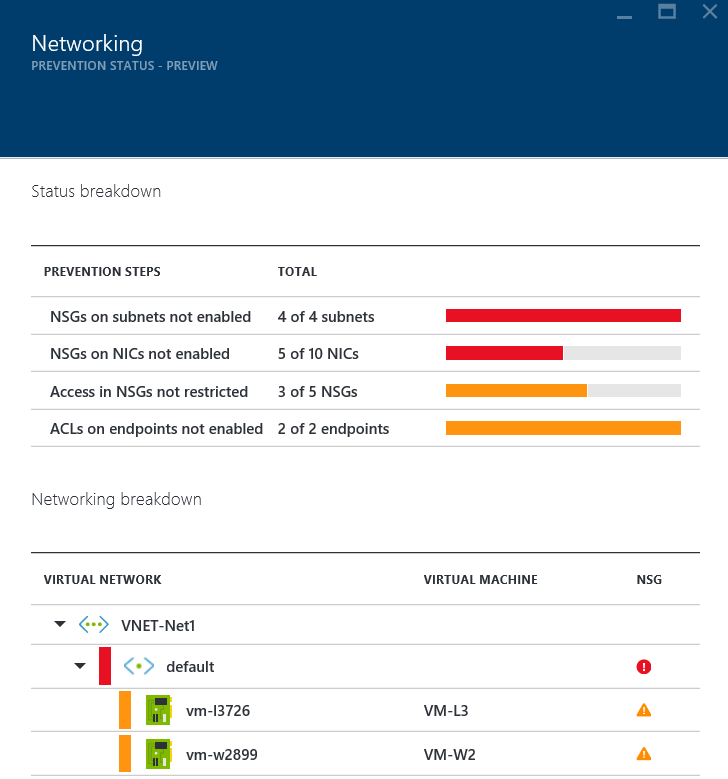 Networking
PREVENTION STATUS - PREVIEW
Status breakdown
PREVENTION STEPS TOTAL
NSGs on subnets not enabled 4 of 4 subnets
NSGs on NICs not enabled 5 of 10 NICs
Access in NSGs not restricted 3 of 5 NSGs
ACLs on endpoints not enabled 2 of 2 endpoints
Networking breakdown
VIRTUAL NETWORK VIRTUAL MACHINE NSG
VNET-Net1
default
vm-l3726 VM-L3
vm-w2899 VM-W2